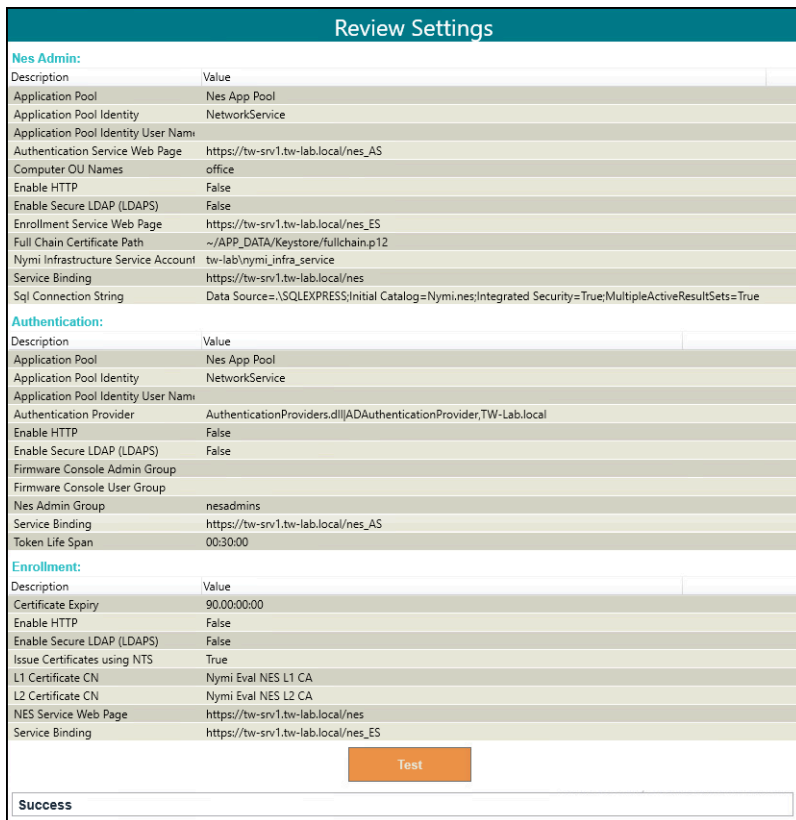 Review Settings
Nes Admin:
Description Value
Application Pool Nes App Pool
Application Pool Identity NetworkService
Application Pool Identity User Name
Authentication Service Web Page https://tw-srv1.tw-lab.local/nes_AS
Computer OU Names office
Enable HTTP False
Enable Secure LDAP (LDAPS) False
Enrollment Service Web Page https://tw-srv1.tw-lab.local/nes_ES
Full Chain Certificate Path ~/APP_DATA/Keystore/fullchain.p12
Nymi Infrastructure Service Account tw-lab\nymi_infra_service
Service Binding https://tw-srv1.tw-lab.local/nes
Sql Connection String Data Source=.\SQLEXPRESS;Initial Catalog=Nymi.nes;Integrated Security=True;MultipleActiveResultSets=True
Authentication:
Description Value
Application Pool Nes App Pool
Application Pool Identity NetworkService
Application Pool Identity User Name
Authentication Provider AuthenticationProviders.dll|ADAuthenticationProvider,TW-Lab.local
Enable HTTP False
Enable Secure LDAP (LDAPS) False
Firmware Console Admin Group
Firmware Console User Group
Nes Admin Group nesadmins
Service Binding https://tw-srv1.tw-lab.local/nes_AS
Token Life Span 00:30:00
Enrollment:
Description Value
Certificate Expiry 90.00:00:00
Enable HTTP False
Enable Secure LDAP (LDAPS) False
Issue Certificates using NTS True
L1 Certificate CN Nymi Eval NES L1 CA
L2 Certificate CN Nymi Eval NES L2 CA
NES Service Web Page https://tw-srv1.tw-lab.local/nes
Service Binding https://tw-srv1.tw-lab.local/nes_ES
Test
Success